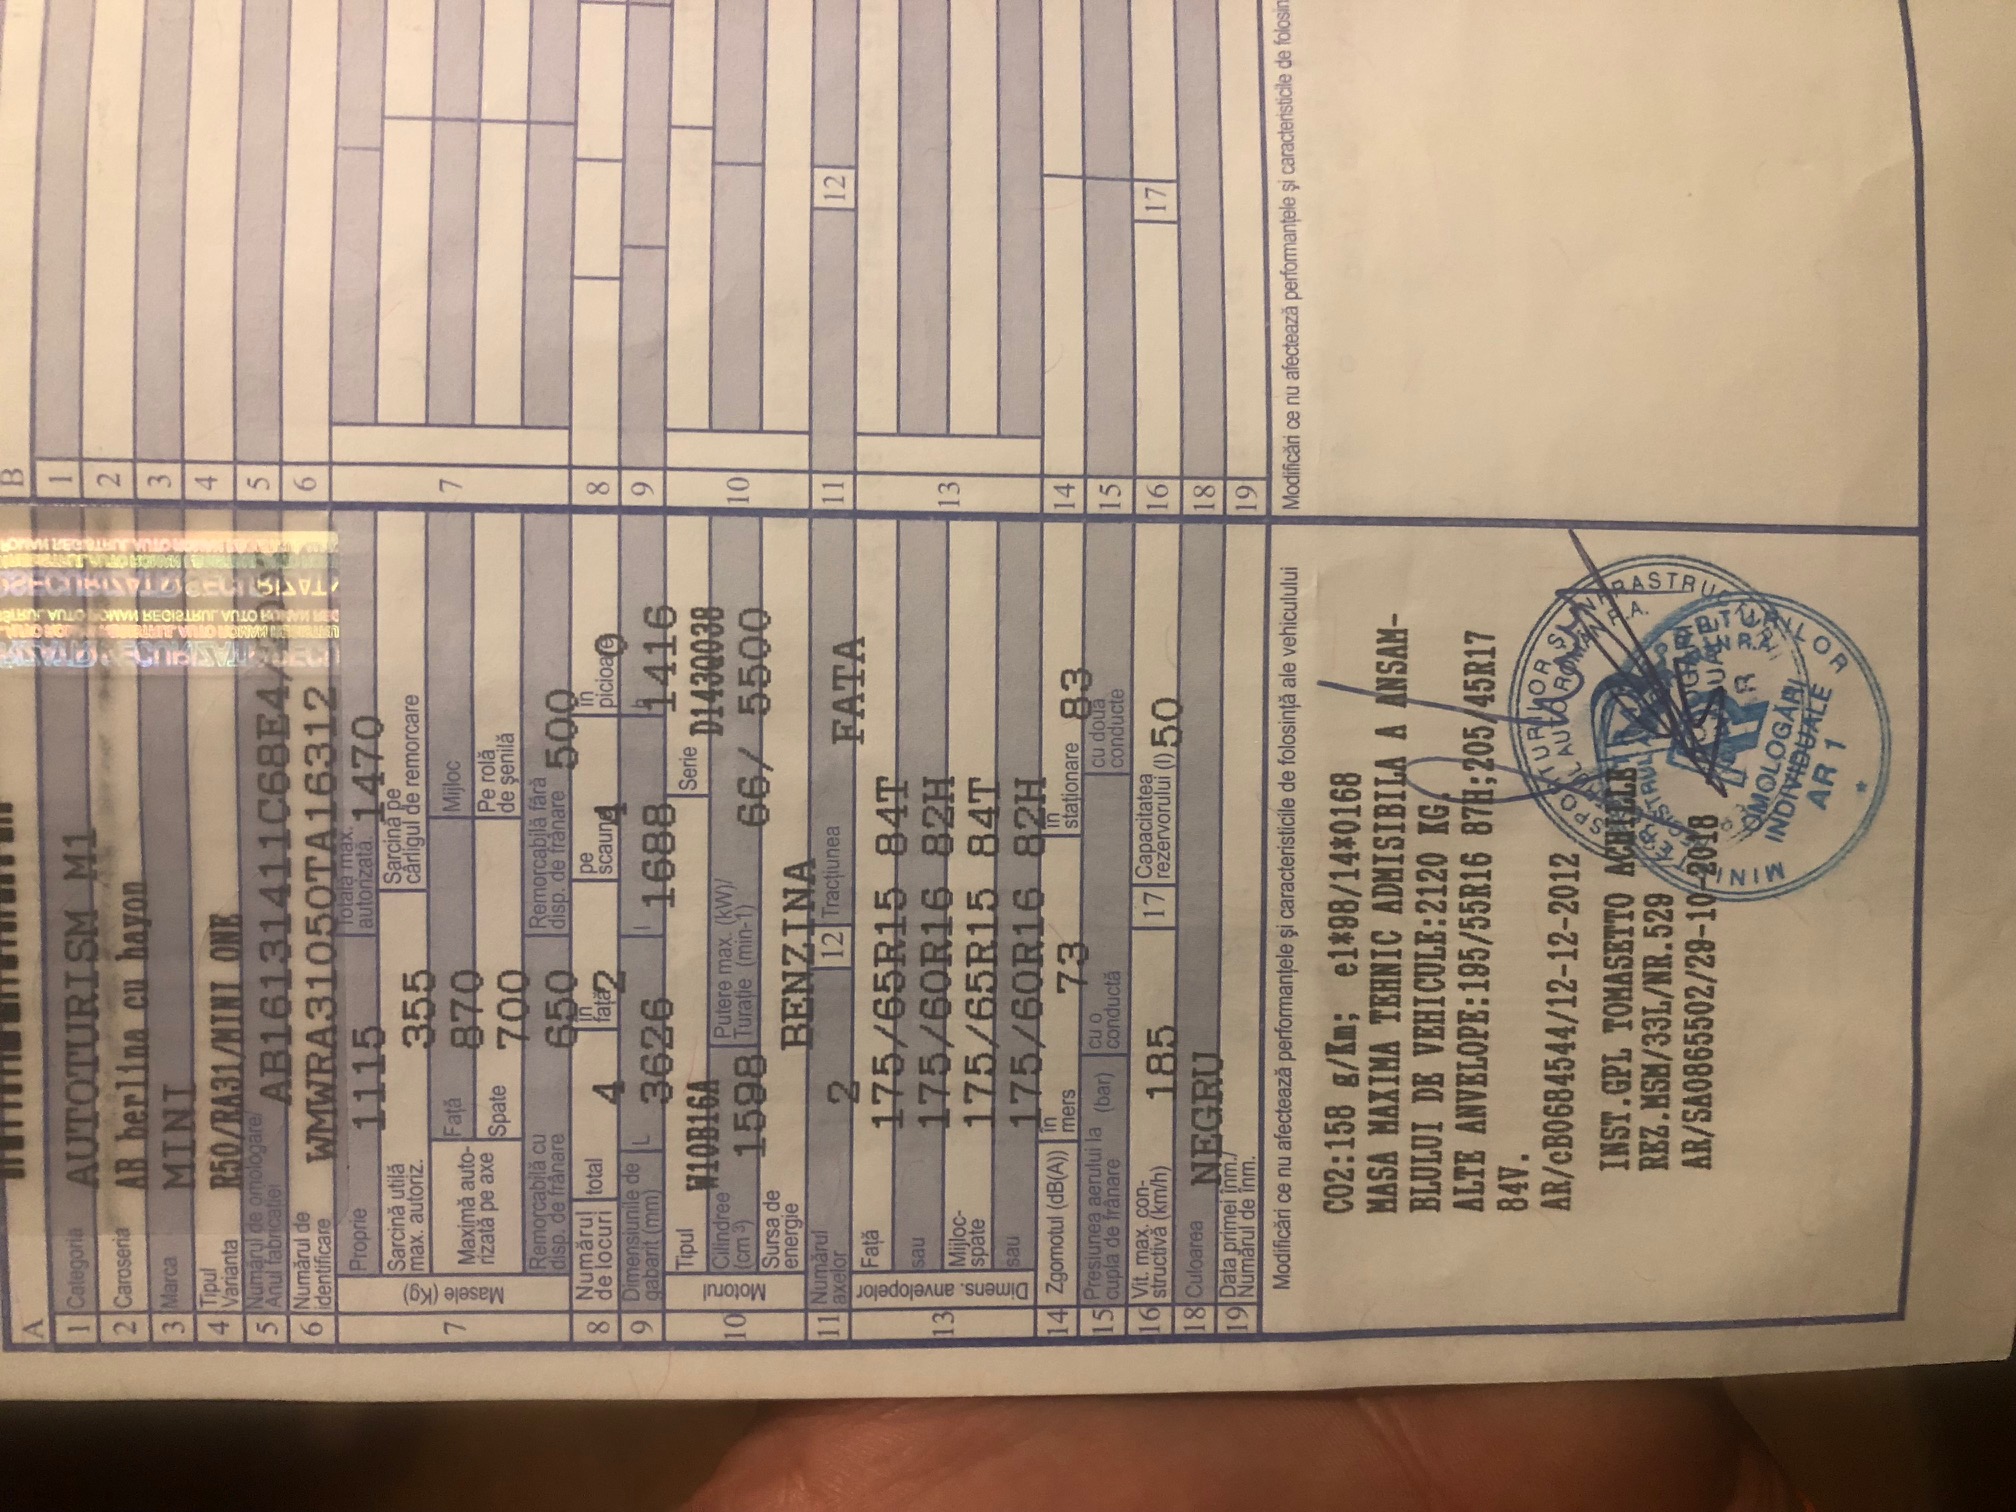 A
1 Categoria AUTOTURISM M1
2 Caroseria AB berlina cu hayon
3 Marca MINI
4 Tipul Varianta R50/RA31/MINI ONE
5 Numărul de omologare/ Anul fabricației AB16131411C68E4/
6 Numărul de identificare WMWRA31050TA16312
7 Masele (Kg)
Proprie 1115 Totală max. autorizată. 1470
Sarcină utilă max. autoriz. 355 Sarcină pe cârligul de remorcare
Maximă autorizată pe axe Față 870 Mijloc
Spate 700 Pe rolă de șenilă
Remorcabilă cu disp. de frânare 650 Remorcabilă fără disp. de frânare 500
8 Numărul de locuri total 4 în față 2 pe scaune 4 în picioare 0
9 Dimensiunile de gabarit (mm) L 3626 l 1688 1416
10 Motorul
Tipul W10B16A Serie D143Q038
Cilindree (cm³) 1598 Putere max. (kW)/ Turație (min-1) 66/ 5500
Sursa de energie BENZINA
11 Numărul axelor 2 12 Tracțiunea FATA
13 Dimens. anvelopelor
Față 175/65R15 84T
sau 175/60R16 82H
Mijloc-spate 175/65R15 84T
sau 175/60R16 82H
14 Zgomotul (dB(A)) în mers 73 în staționare 83
15 Presiunea aerului la cupla de frânare (bar) cu o conductă cu două conducte
16 Vit. max. constructivă (km/h) 185 17 Capacitatea rezervorului (l) 50
18 Culoarea NEGRU
19 Data primei înm./ Numărul de înm.
Modificări ce nu afectează performanțele și caracteristicile de folosință ale vehiculului
CO2:158 g/Km; e1*98/14*0168
MASA MAXIMA TEHNIC ADMISIBILA A ANSAM-
BLULUI DE VEHICULE:2120 KG.
ALTE ANVELOPE:195/55R16 87H;205/45R17
84V.
AR/cB0684544/12-12-2012
INST.GPL TOMASETTO ACHILLE
REZ.MSM/33L/NR.529
AR/SA0865502/29-10-2018
OMOLOGĂRI
INDIVIDUALE
AR 1
B
1
2
3
4
5
6
7
8
9
10
11
12
13
14
15
16
17
18
19
Modificări ce nu afectează performanțele și caracteristicile de folosin